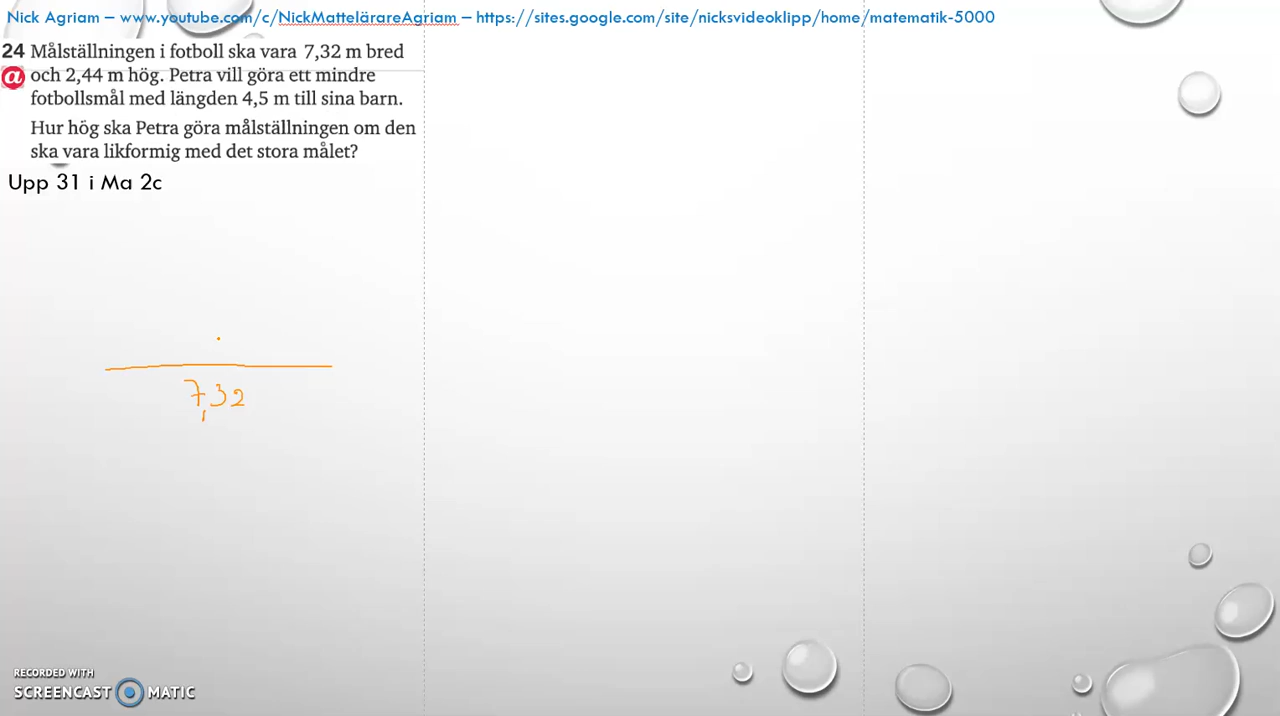 Nick Agriam – www.youtube.com/c/NickMattelärareAgriam – https://sites.google.com/site/nicksvideoklipp/home/matematik-5000
24 Målställningen i fotboll ska vara 7,32 m bred
a och 2,44 m hög. Petra vill göra ett mindre
fotbollsmål med längden 4,5 m till sina barn.
Hur hög ska Petra göra målställningen om den
ska vara likformig med det stora målet?
Upp 31 i Ma 2c
7,32
RECORDED WITH
SCREENCAST MATIC